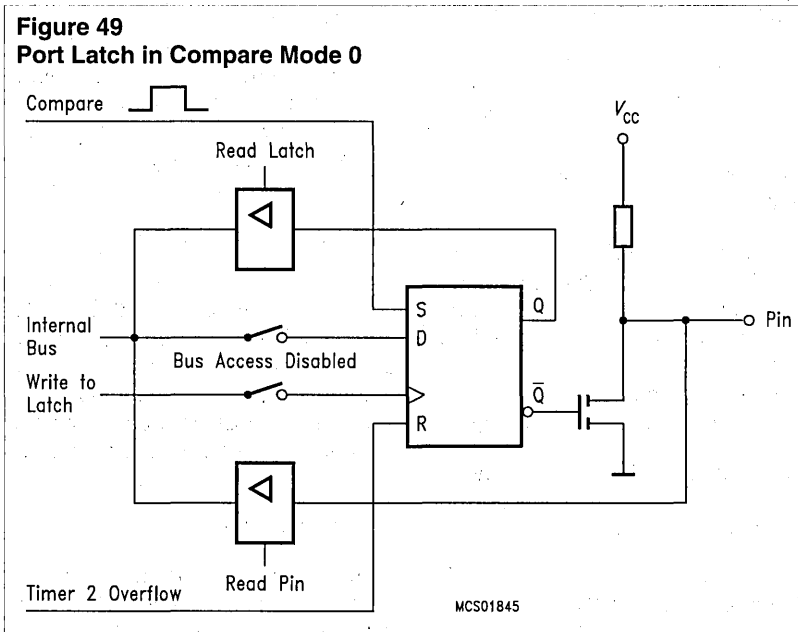 Figure 49
Port Latch in Compare Mode 0
Compare
V_CC
Read Latch
S
Q
Internal
Bus
D
Pin
Bus Access Disabled
Write to
Latch
Q̅
R
Read Pin
Timer 2 Overflow
MCS01845